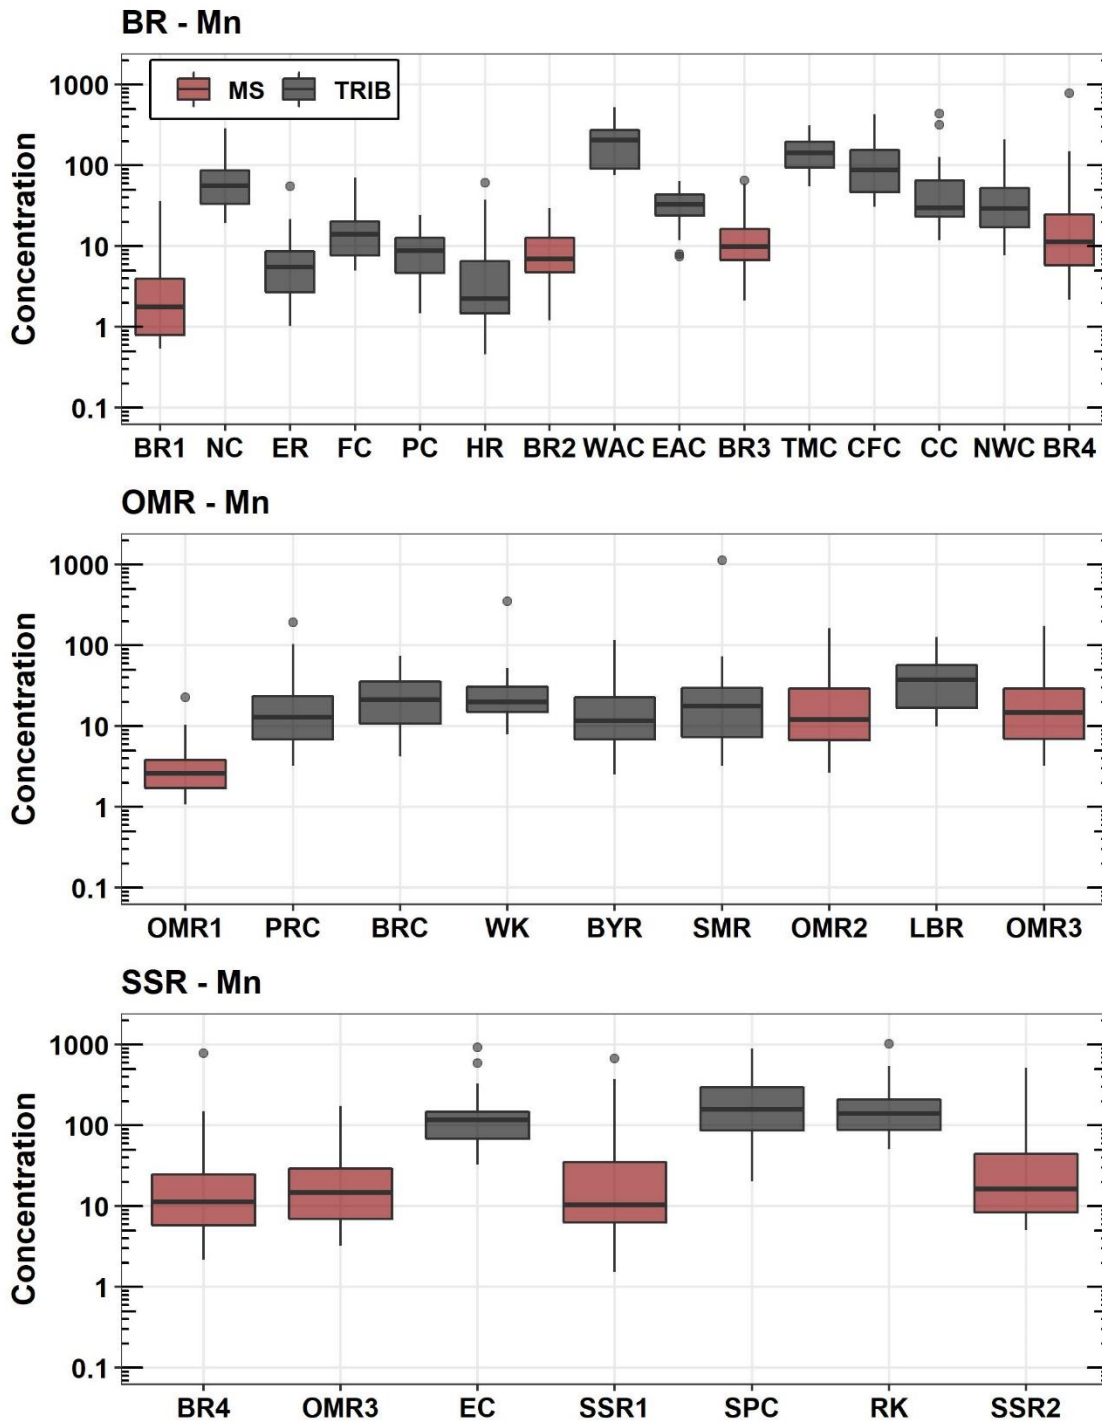 BR - Mn
MS TRIB
Concentration
1000
100
10
1
0.1
BR1 NC ER FC PC HR BR2 WAC EAC BR3 TMC CFC CC NWC BR4
OMR - Mn
Concentration
1000
100
10
1
0.1
OMR1 PRC BRC WK BYR SMR OMR2 LBR OMR3
SSR - Mn
Concentration
1000
100
10
1
0.1
BR4 OMR3 EC SSR1 SPC RK SSR2